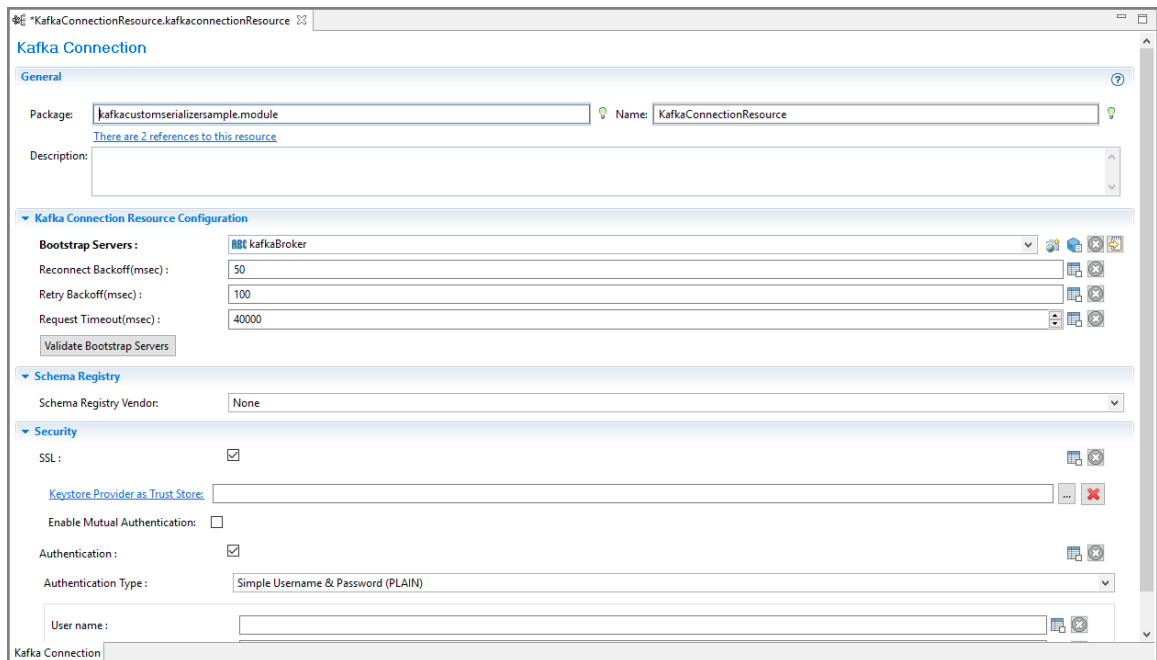 *KafkaConnectionResource.kafkaconnectionResource
Kafka Connection
General
Package: kafkacustomserializersample.module Name: KafkaConnectionResource
There are 2 references to this resource
Description:
Kafka Connection Resource Configuration
Bootstrap Servers : ABC kafkaBroker
Reconnect Backoff(msec) : 50
Retry Backoff(msec) : 100
Request Timeout(msec) : 40000
Validate Bootstrap Servers
Schema Registry
Schema Registry Vendor: None
Security
SSL :
Keystore Provider as Trust Store: ...
Enable Mutual Authentication:
Authentication :
Authentication Type : Simple Username & Password (PLAIN)
User name :
Kafka Connection